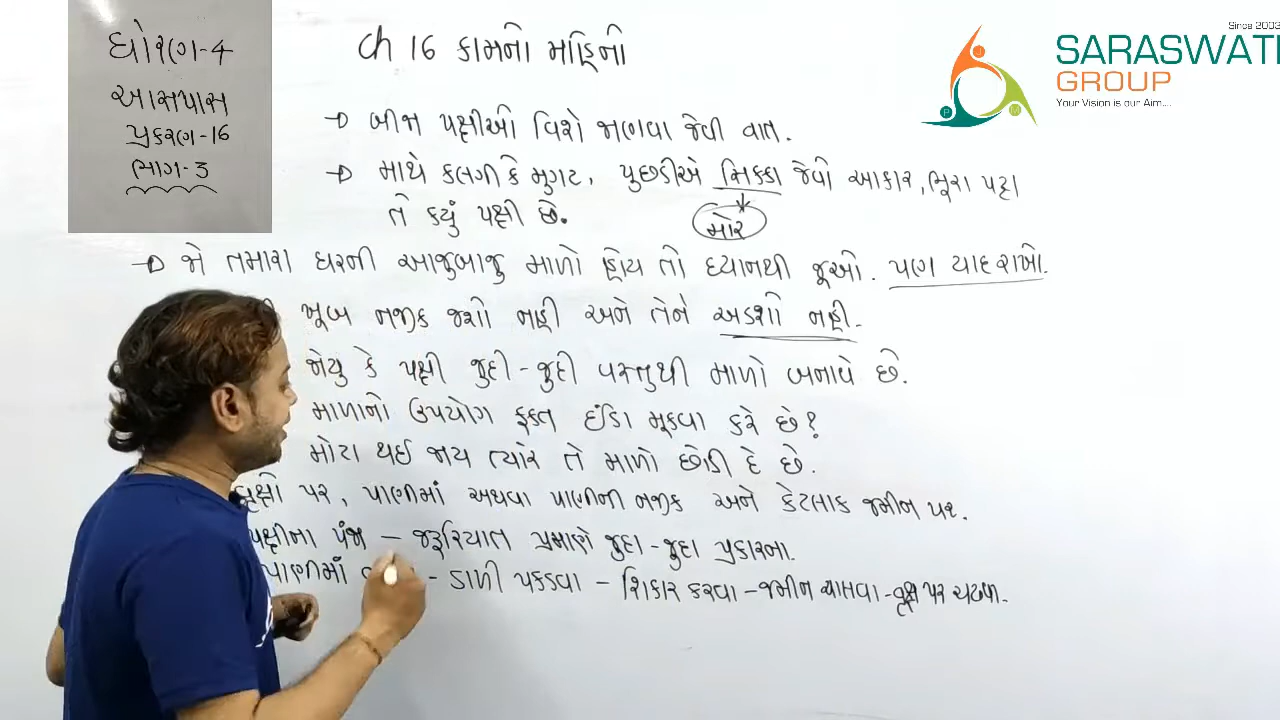 ધોરણ-4
આસપાસ
પ્રકરણ-16
ભાગ-3
ch 16 કામનો મહિનો
Since 2003
SARASWATI
GROUP
Your Vision is our Aim....
P
M
બીજા પક્ષીઓ વિશે જાણવા જેવી વાત.
માથે કલગી કે મુગટ, પુછડીએ સિક્કા જેવો આકાર, ભૂરા પટ્ટા
તે કયું પક્ષી છે.
મોર
જો તમારા ઘરની આજુબાજુ માળો હોય તો ધ્યાનથી જૂઓ. પણ યાદ રાખો.
ખૂબ નજીક જશો નહી અને તેને અડશો નહી.
જોયુ કે પક્ષી જુદી-જુદી વસ્તુથી માળો બનાવે છે.
માળાનો ઉપયોગ ફક્ત ઈંડા મૂકવા કરે છે?
મોટા થઈ જાય ત્યારે તે માળો છોડી દે છે.
વૃક્ષો પર, પાણીમાં અથવા પાણીની નજીક અને કેટલાક જમીન પર.
પક્ષીના પંજા - જરૂરિયાત પ્રમાણે જુદા-જુદા પ્રકારના.
પાણીમાં - ડાળી પકડવા - શિકાર કરવા - જમીન ચાલવા - વૃક્ષ પર ચઢવા.